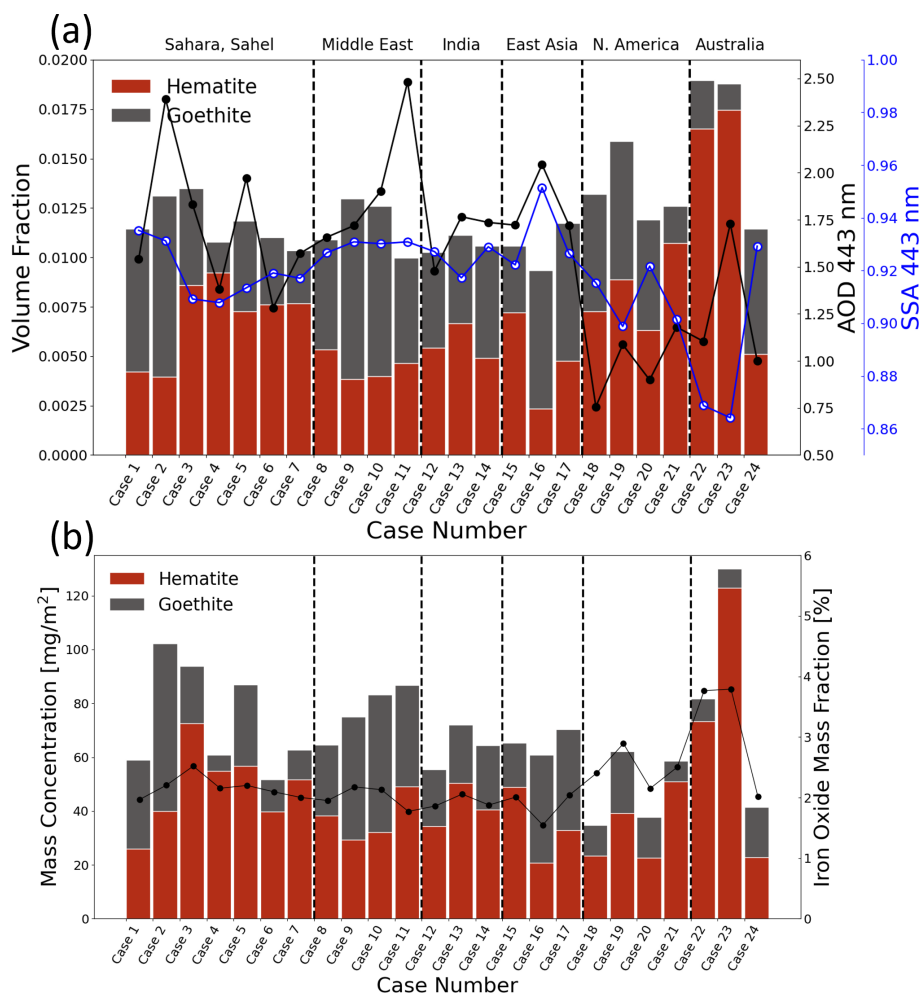 (a)
Sahara, Sahel Middle East India East Asia N. America Australia
Hematite
Goethite
0.0200
0.0175
0.0150
0.0125
0.0100
0.0075
0.0050
0.0025
0.0000
Volume Fraction
2.50
2.25
2.00
1.75
1.50
1.25
1.00
0.75
0.50
AOD 443 nm
1.00
0.98
0.96
0.94
0.92
0.90
0.88
0.86
SSA 443 nm
Case 1
Case 2
Case 3
Case 4
Case 5
Case 6
Case 7
Case 8
Case 9
Case 10
Case 11
Case 12
Case 13
Case 14
Case 15
Case 16
Case 17
Case 18
Case 19
Case 20
Case 21
Case 22
Case 23
Case 24
Case Number
(b)
Hematite
Goethite
120
100
80
60
40
20
0
Mass Concentration [mg/m²]
6
5
4
3
2
1
0
Iron Oxide Mass Fraction [%]
Case 1
Case 2
Case 3
Case 4
Case 5
Case 6
Case 7
Case 8
Case 9
Case 10
Case 11
Case 12
Case 13
Case 14
Case 15
Case 16
Case 17
Case 18
Case 19
Case 20
Case 21
Case 22
Case 23
Case 24
Case Number